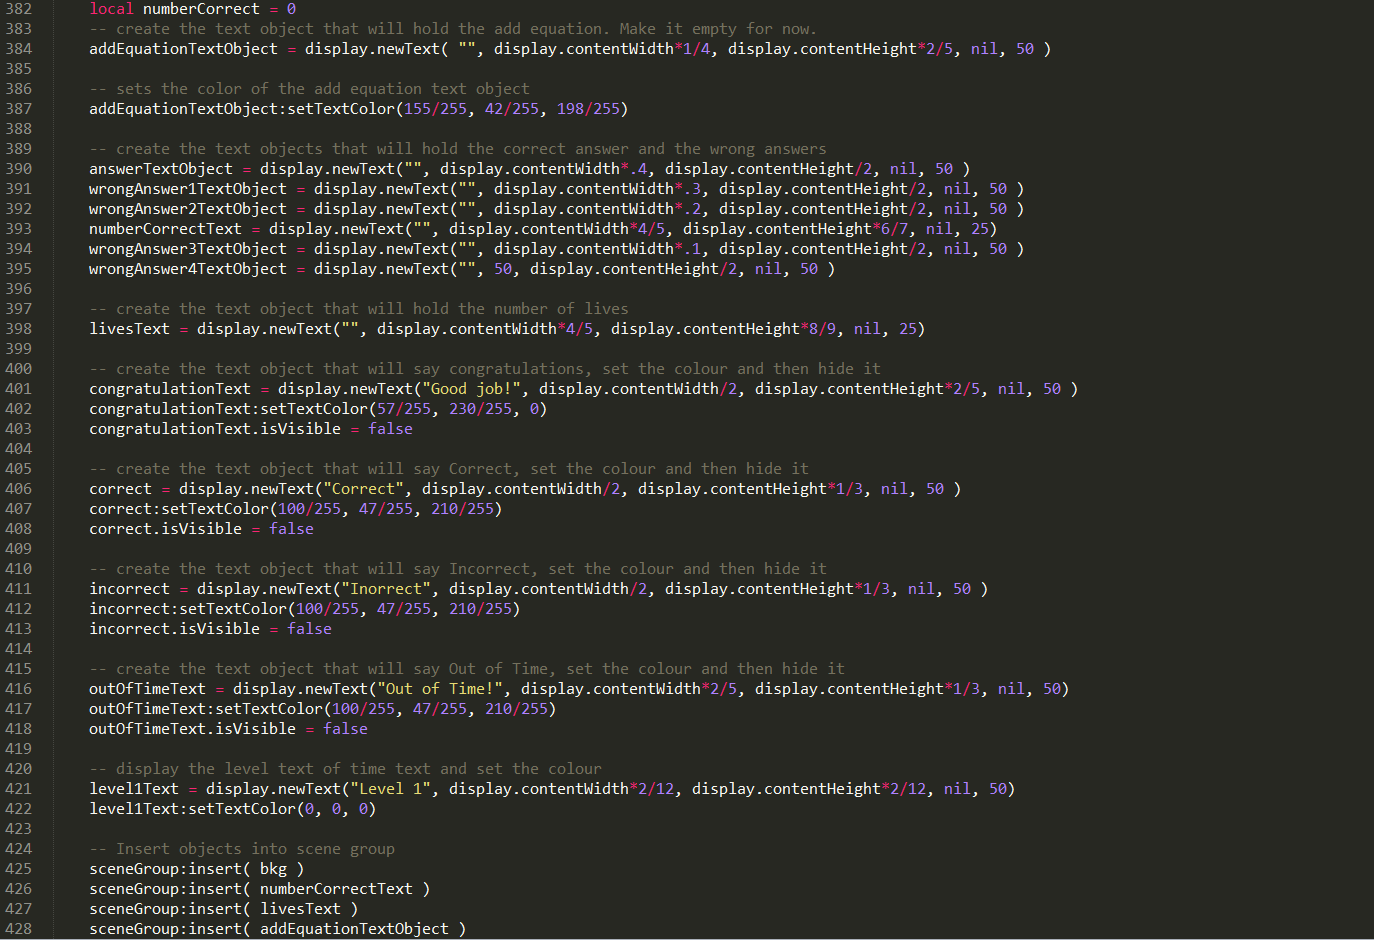 382 local numberCorrect = 0
383 -- create the text object that will hold the add equation. Make it empty for now.
384 addEquationTextObject = display.newText( "", display.contentWidth*1/4, display.contentHeight*2/5, nil, 50 )
385
386 -- sets the color of the add equation text object
387 addEquationTextObject:setTextColor(155/255, 42/255, 198/255)
388
389 -- create the text objects that will hold the correct answer and the wrong answers
390 answerTextObject = display.newText("", display.contentWidth*.4, display.contentHeight/2, nil, 50 )
391 wrongAnswer1TextObject = display.newText("", display.contentWidth*.3, display.contentHeight/2, nil, 50 )
392 wrongAnswer2TextObject = display.newText("", display.contentWidth*.2, display.contentHeight/2, nil, 50 )
393 numberCorrectText = display.newText("", display.contentWidth*4/5, display.contentHeight*6/7, nil, 25)
394 wrongAnswer3TextObject = display.newText("", display.contentWidth*.1, display.contentHeight/2, nil, 50 )
395 wrongAnswer4TextObject = display.newText("", 50, display.contentHeight/2, nil, 50 )
396
397 -- create the text object that will hold the number of lives
398 livesText = display.newText("", display.contentWidth*4/5, display.contentHeight*8/9, nil, 25)
399
400 -- create the text object that will say congratulations, set the colour and then hide it
401 congratulationText = display.newText("Good job!", display.contentWidth/2, display.contentHeight*2/5, nil, 50 )
402 congratulationText:setTextColor(57/255, 230/255, 0)
403 congratulationText.isVisible = false
404
405 -- create the text object that will say Correct, set the colour and then hide it
406 correct = display.newText("Correct", display.contentWidth/2, display.contentHeight*1/3, nil, 50 )
407 correct:setTextColor(100/255, 47/255, 210/255)
408 correct.isVisible = false
409
410 -- create the text object that will say Incorrect, set the colour and then hide it
411 incorrect = display.newText("Inorrect", display.contentWidth/2, display.contentHeight*1/3, nil, 50 )
412 incorrect:setTextColor(100/255, 47/255, 210/255)
413 incorrect.isVisible = false
414
415 -- create the text object that will say Out of Time, set the colour and then hide it
416 outOfTimeText = display.newText("Out of Time!", display.contentWidth*2/5, display.contentHeight*1/3, nil, 50)
417 outOfTimeText:setTextColor(100/255, 47/255, 210/255)
418 outOfTimeText.isVisible = false
419
420 -- display the level text of time text and set the colour
421 level1Text = display.newText("Level 1", display.contentWidth*2/12, display.contentHeight*2/12, nil, 50)
422 level1Text:setTextColor(0, 0, 0)
423
424 -- Insert objects into scene group
425 sceneGroup:insert( bkg )
426 sceneGroup:insert( numberCorrectText )
427 sceneGroup:insert( livesText )
428 sceneGroup:insert( addEquationTextObject )